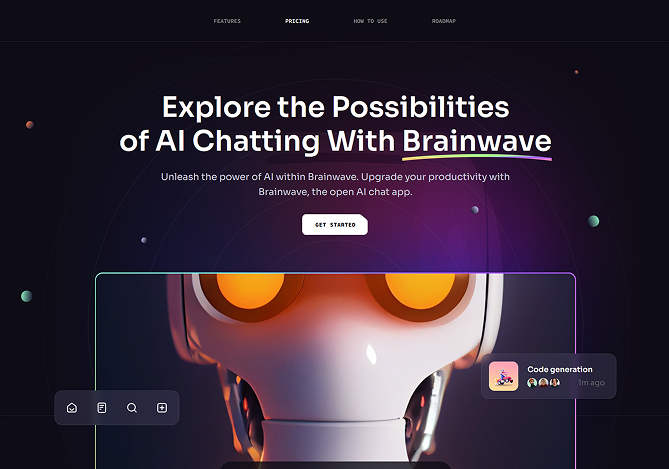 FEATURES
PRICING
HOW TO USE
ROADMAP
Explore the Possibilities
of AI Chatting With Brainwave
Unleash the power of AI within Brainwave. Upgrade your productivity with
Brainwave, the open AI chat app.
GET STARTED
Code generation
1m ago